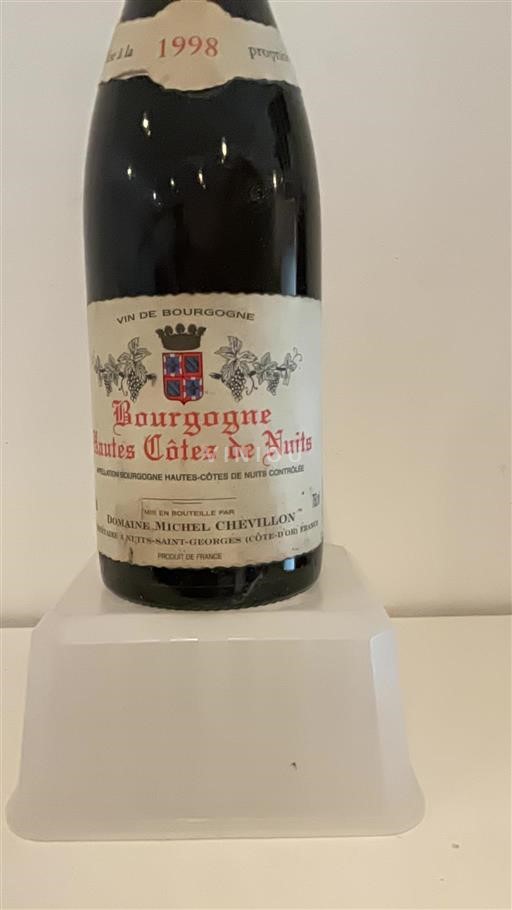 à la 1998
VIN DE BOURGOGNE
Bourgogne
Hautes Côtes de Nuits
APPELLATION BOURGOGNE HAUTES-CÔTES DE NUITS CONTRÔLÉE
MIS EN BOUTEILLE PAR
DOMAINE MICHEL CHEVILLON
A NUITS-SAINT-GEORGES (CÔTE-D'OR) FRANCE
PRODUIT DE FRANCE